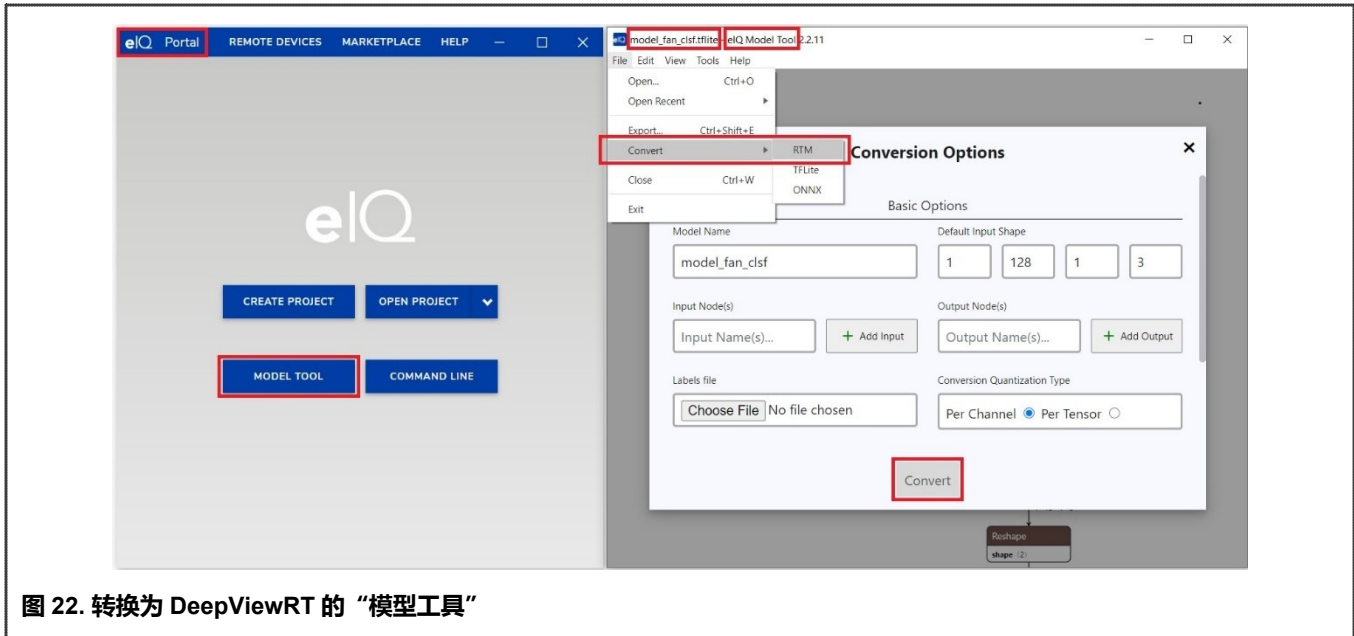 eIQ Portal REMOTE DEVICES MARKETPLACE HELP
eIQ
CREATE PROJECT OPEN PROJECT
MODEL TOOL COMMAND LINE
model_fan_clsf.tflite - eIQ Model Tool 2.2.11
File Edit View Tools Help
Open... Ctrl+O
Open Recent
Export... Ctrl+Shift+E
Convert
RTM
TFLite
ONNX
Close Ctrl+W
Exit
Conversion Options
Basic Options
Model Name Default Input Shape
model_fan_clsf 1 128 1 3
Input Node(s) Output Node(s)
Input Name(s)... + Add Input Output Name(s)... + Add Output
Labels file Conversion Quantization Type
Choose File No file chosen Per Channel Per Tensor
Convert
Reshape
shape ⟨2⟩
图 22. 转换为 DeepViewRT 的“模型工具”